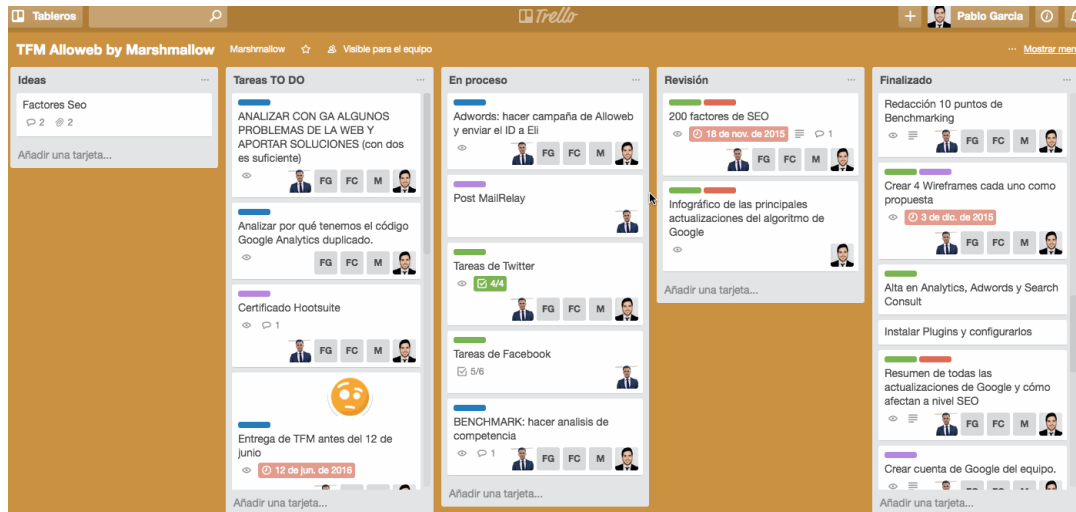 Tableros
Trello
Pablo Garcia
TFM Alloweb by Marshmallow
Marshmallow
Visible para el equipo
Mostrar
Ideas
Factores Seo
2
2
Añadir una tarjeta...
Tareas TO DO
ANALIZAR CON GA ALGUNOS
PROBLEMAS DE LA WEB Y
APORTAR SOLUCIONES (con dos
es suficiente)
FG FC M
Analizar por qué tenemos el código
Google Analytics duplicado.
FG FC M
Certificado Hootsuite
1
FG FC M
Entrega de TFM antes del 12 de
junio
12 de jun. de 2016
Añadir una tarjeta...
En proceso
Adwords: hacer campaña de Alloweb
y enviar el ID a Eli
FG FC M
Post MailRelay
Tareas de Twitter
4/4
FG FC M
Tareas de Facebook
5/6
BENCHMARK: hacer analisis de
competencia
1
FG FC M
Añadir una tarjeta...
Revisión
200 factores de SEO
18 de nov. de 2015
1
FG FC M
Infográfico de las principales
actualizaciones del algoritmo de
Google
Añadir una tarjeta...
Finalizado
Redacción 10 puntos de
Benchmarking
FG FC M
Crear 4 Wireframes cada uno como
propuesta
3 de dic. de 2015
FG FC M
Alta en Analytics, Adwords y Search
Consult
Instalar Plugins y configurarlos
Resumen de todas las
actualizaciones de Google y cómo
afectan a nivel SEO
FG FC M
Crear cuenta de Google del equipo.
Añadir una tarjeta...